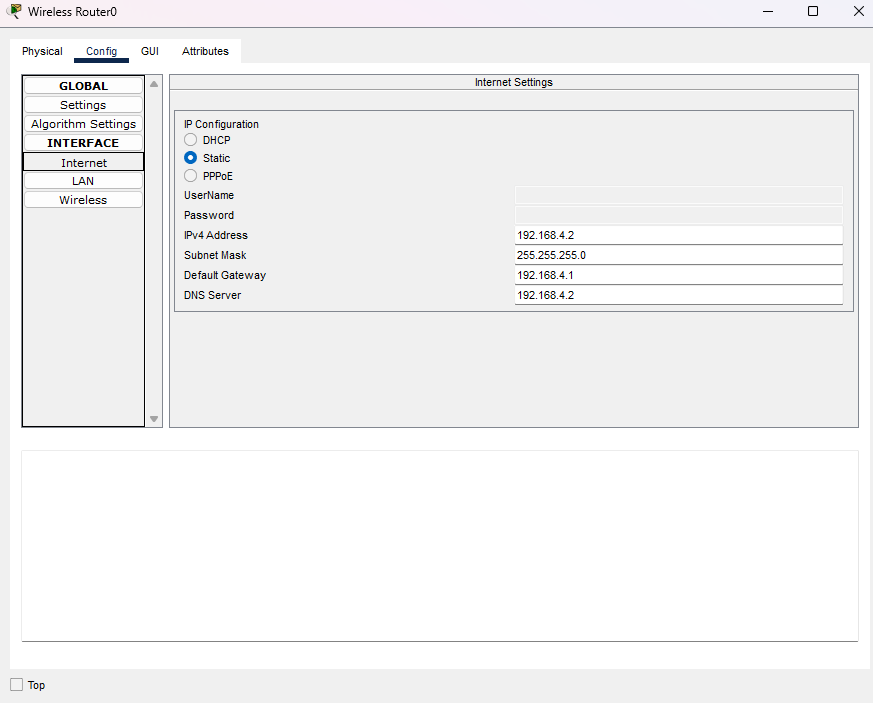 Wireless Router0
Physical Config GUI Attributes
GLOBAL
Settings
Algorithm Settings
INTERFACE
Internet
LAN
Wireless
Internet Settings
IP Configuration
DHCP
Static
PPPoE
UserName
Password
IPv4 Address 192.168.4.2
Subnet Mask 255.255.255.0
Default Gateway 192.168.4.1
DNS Server 192.168.4.2
Top